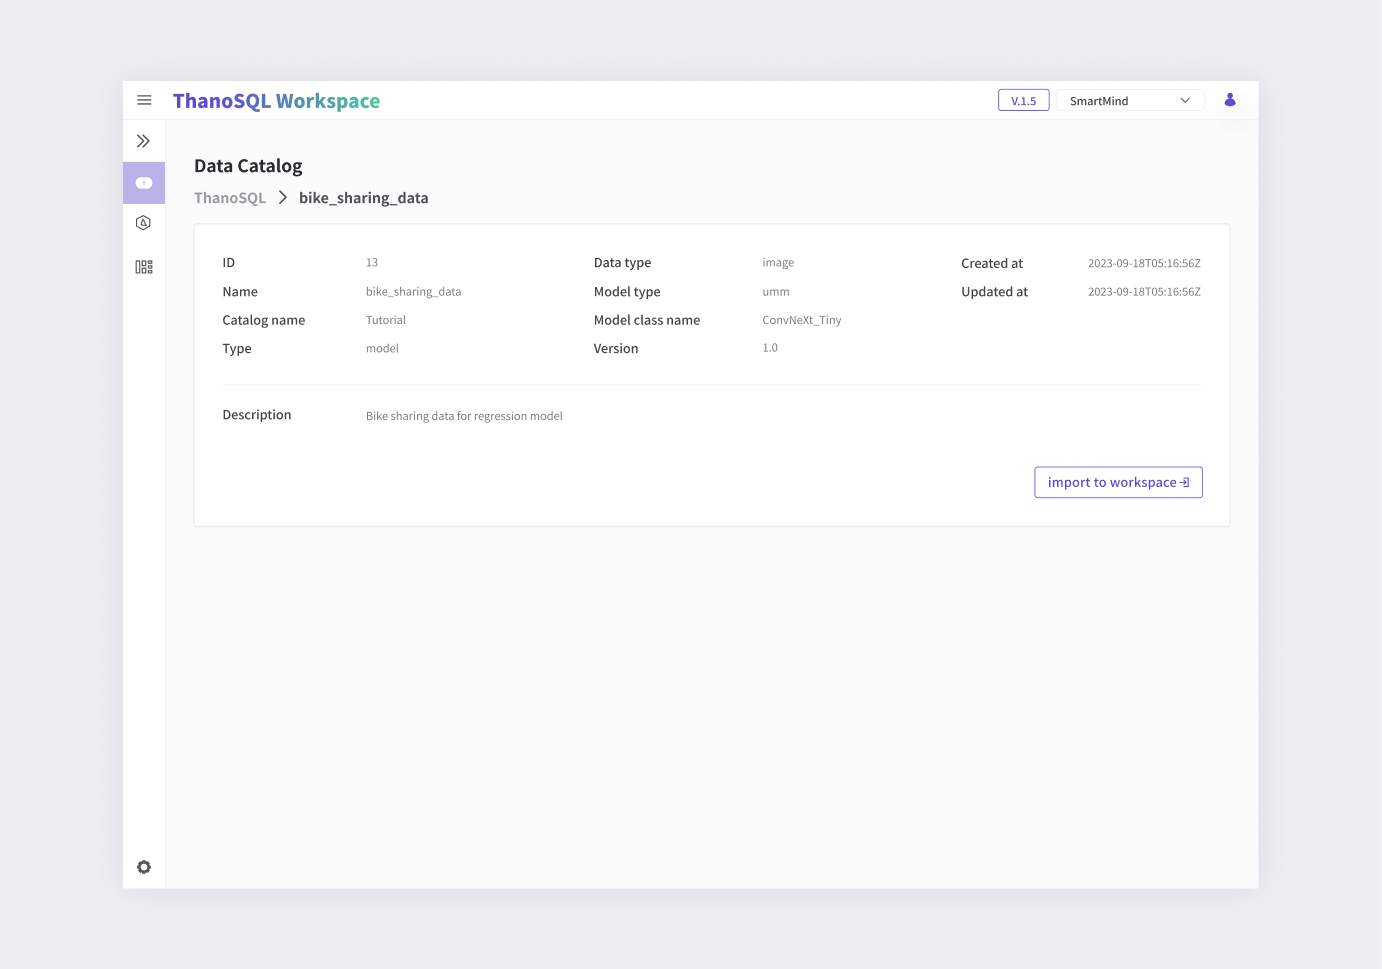 ThanoSQL Workspace
V.1.5
SmartMind
Data Catalog
ThanoSQL
bike_sharing_data
ID 13
Name bike_sharing_data
Catalog name Tutorial
Type model
Data type image
Model type umm
Model class name ConvNeXt_Tiny
Version 1.0
Created at 2023-09-18T05:16:56Z
Updated at 2023-09-18T05:16:56Z
Description Bike sharing data for regression model
import to workspace